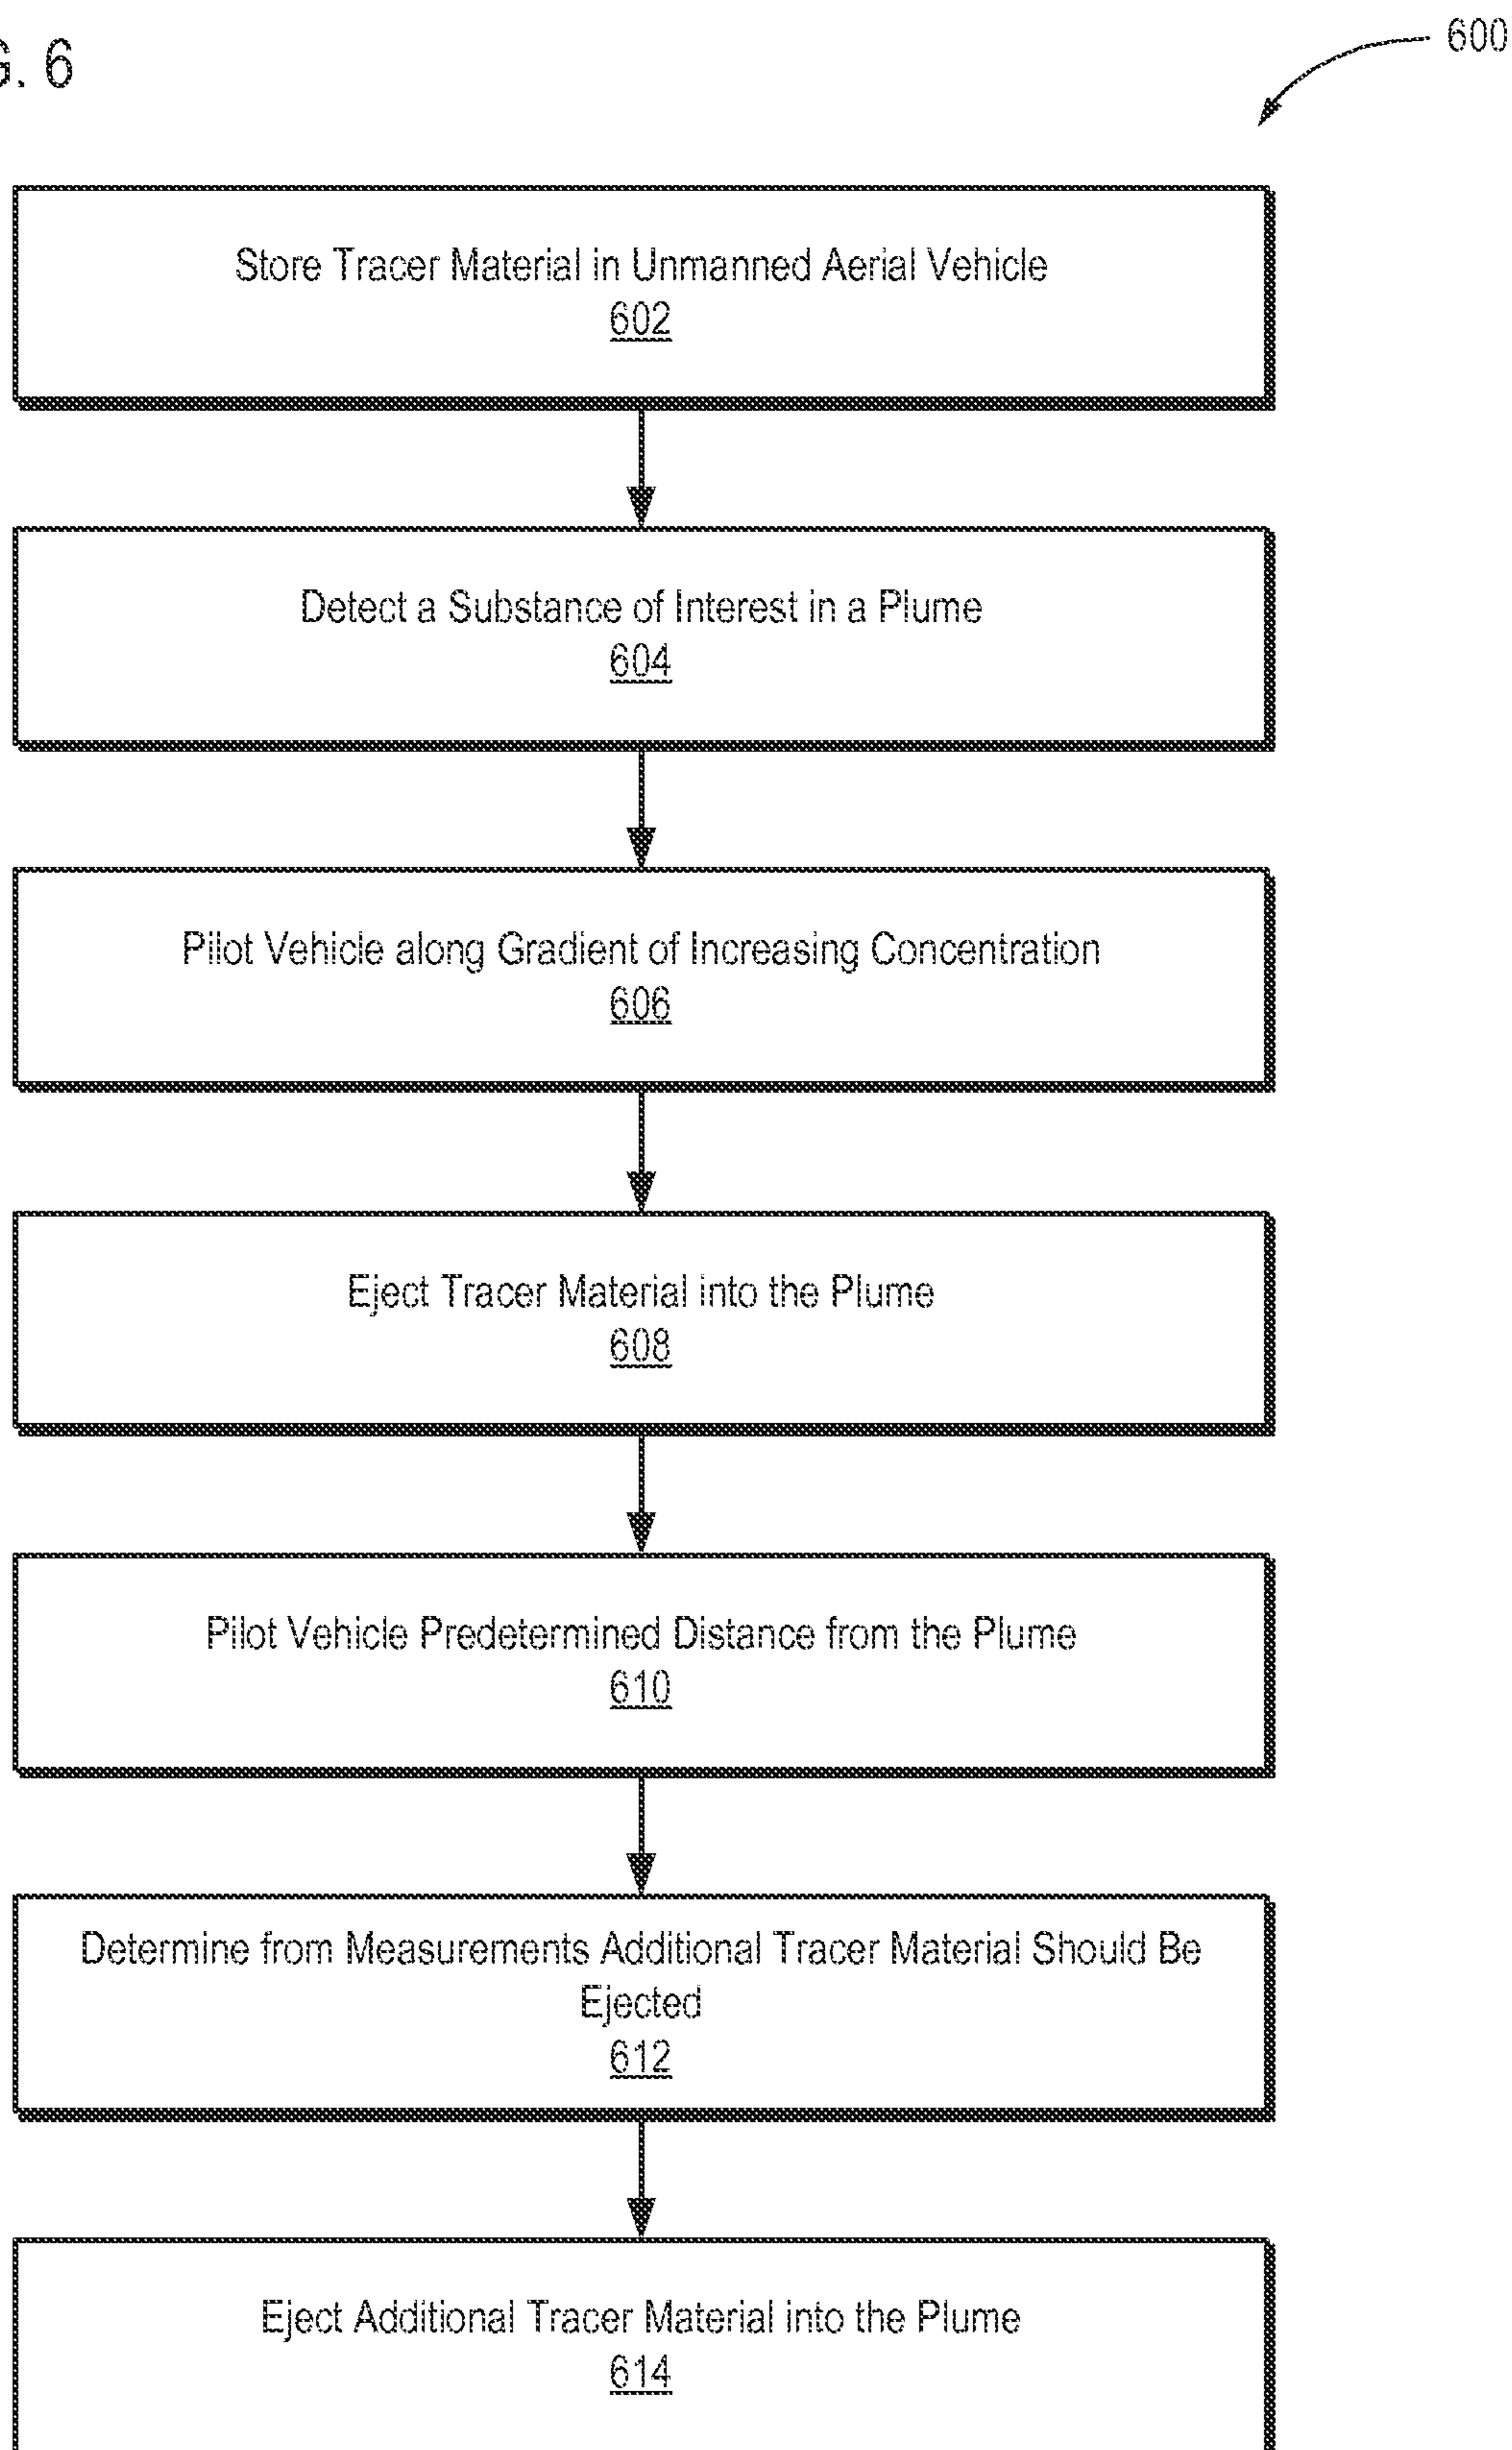 G. 6
600
Store Tracer Material in Unmanned Aerial Vehicle
602
Detect a Substance of Interest in a Plume
604
Pilot Vehicle along Gradient of Increasing Concentration
606
Eject Tracer Material into the Plume
608
Pilot Vehicle Predetermined Distance from the Plume
610
Determine from Measurements Additional Tracer Material Should Be
Ejected
612
Eject Additional Tracer Material into the Plume
614